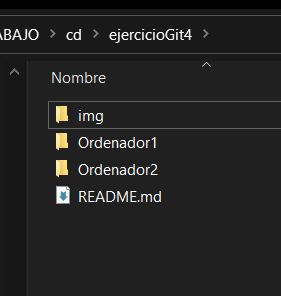 ABAJO > cd > ejercicioGit4 >
Nombre
img
Ordenador1
Ordenador2
README.md